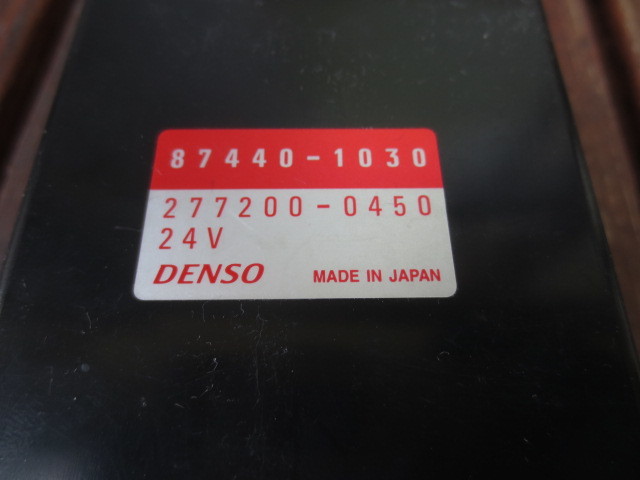 87440-1030
277200-0450
24V
DENSO MADE IN JAPAN